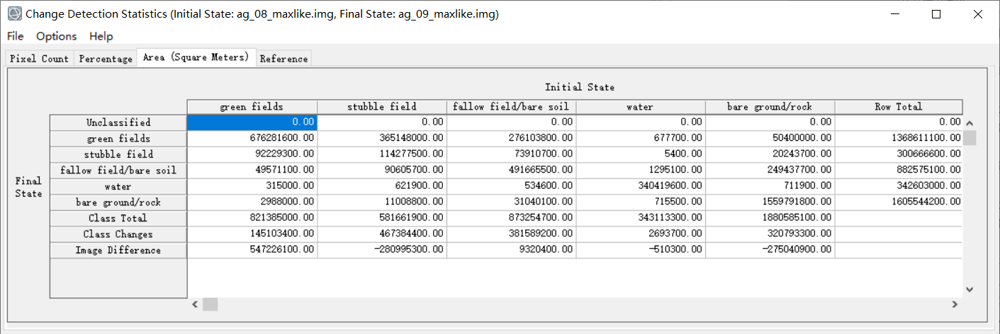 Change Detection Statistics (Initial State: ag_08_maxlike.img, Final State: ag_09_maxlike.img)
File Options Help
Pixel Count Percentage Area (Square Meters) Reference
Initial State
green fields stubble field fallow field/bare soil water bare ground/rock Row Total
Unclassified 0.00 0.00 0.00 0.00 0.00 0.00
green fields 676281600.00 365148000.00 276103800.00 677700.00 50400000.00 1368611100.00
stubble field 92229300.00 114277500.00 73910700.00 5400.00 20243700.00 300666600.00
fallow field/bare soil 49571100.00 90605700.00 491665500.00 1295100.00 249437700.00 882575100.00
Final State
water 315000.00 621900.00 534600.00 340419600.00 711900.00 342603000.00
bare ground/rock 2988000.00 11008800.00 31040100.00 715500.00 1559791800.00 1605544200.00
Class Total 821385000.00 581661900.00 873254700.00 343113300.00 1880585100.00
Class Changes 145103400.00 467384400.00 381589200.00 2693700.00 320793300.00
Image Difference 547226100.00 -280995300.00 9320400.00 -510300.00 -275040900.00